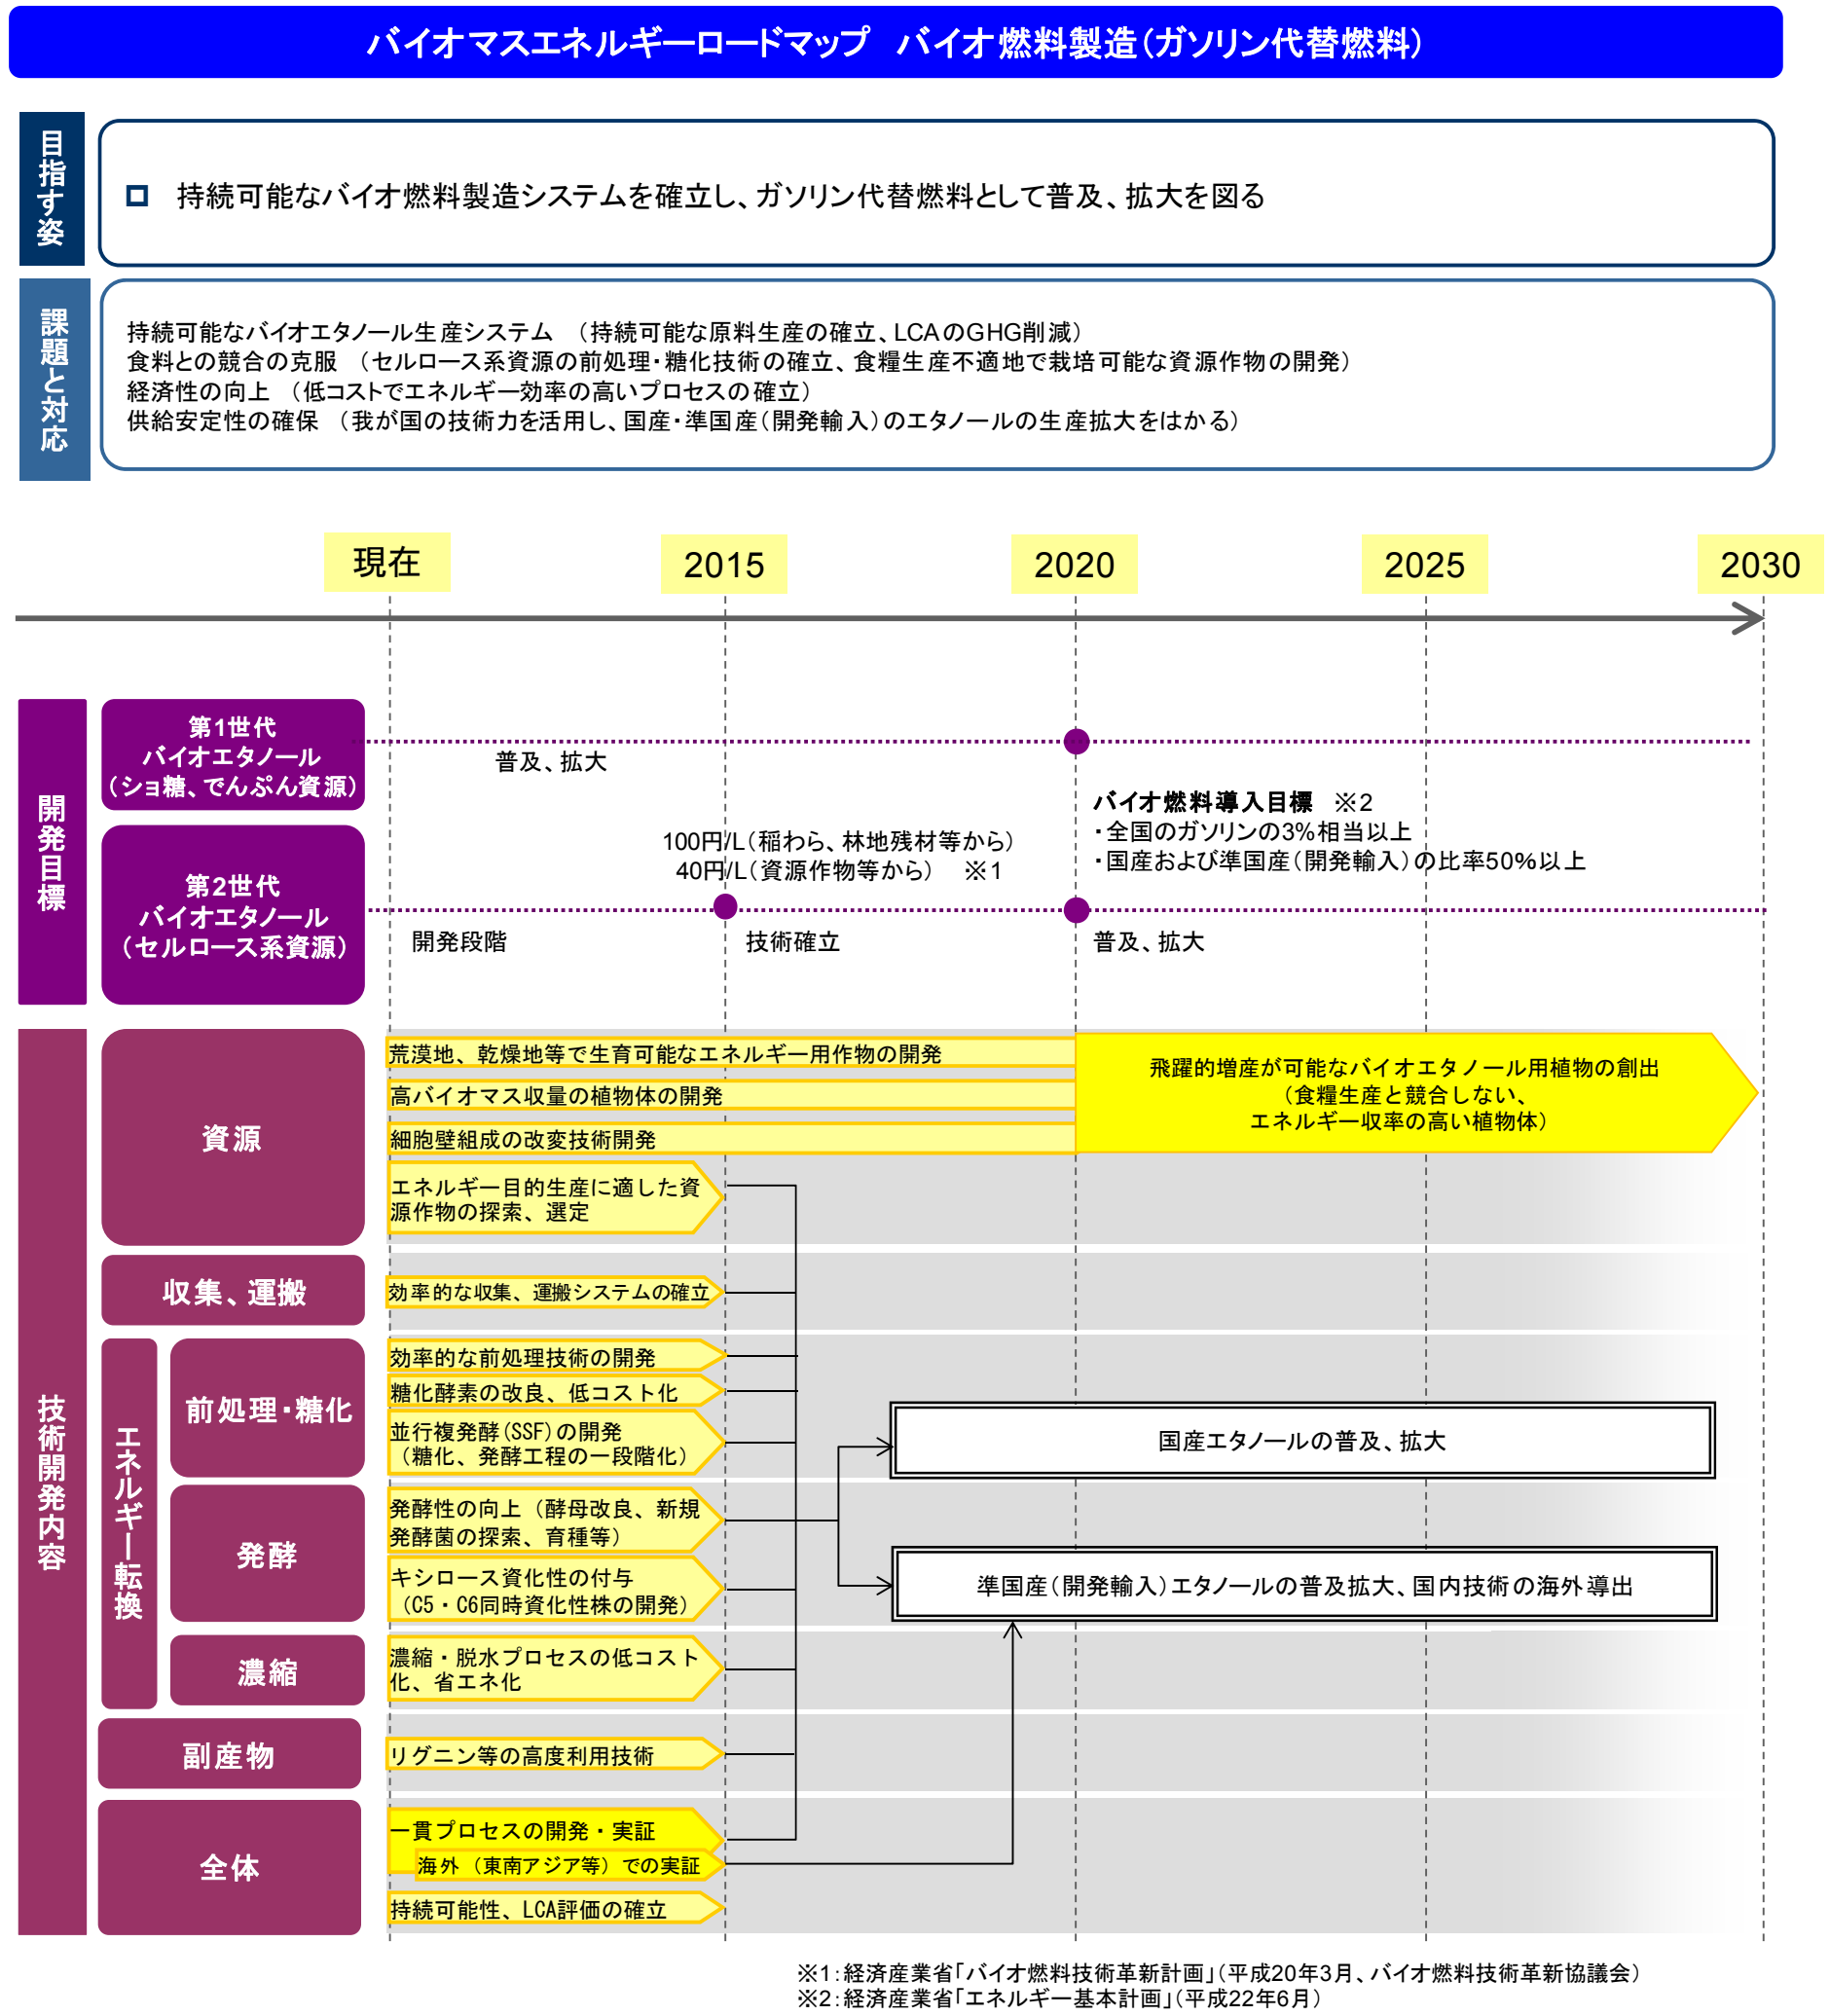 バイオマスエネルギーロードマップ　バイオ燃料製造（ガソリン代替燃料）
目指す姿
持続可能なバイオ燃料製造システムを確立し、ガソリン代替燃料として普及、拡大を図る
課題と対応
持続可能なバイオエタノール生産システム　（持続可能な原料生産の確立、LCAのGHG削減）
食料との競合の克服　（セルロース系資源の前処理・糖化技術の確立、食糧生産不適地で栽培可能な資源作物の開発）
経済性の向上　（低コストでエネルギー効率の高いプロセスの確立）
供給安定性の確保　（我が国の技術力を活用し、国産・準国産（開発輸入）のエタノールの生産拡大をはかる）
現在
2015
2020
2025
2030
開発目標
第1世代
バイオエタノール
（ショ糖、でんぷん資源）
普及、拡大
第2世代
バイオエタノール
（セルロース系資源）
100円/L（稲わら、林地残材等から）
40円/L（資源作物等から）　※1
バイオ燃料導入目標　※2
・全国のガソリンの3%相当以上
・国産および準国産（開発輸入）の比率50%以上
開発段階
技術確立
普及、拡大
技術開発内容
資源
荒漠地、乾燥地等で生育可能なエネルギー用作物の開発
高バイオマス収量の植物体の開発
細胞壁組成の改変技術開発
飛躍的増産が可能なバイオエタノール用植物の創出
（食糧生産と競合しない、
エネルギー収率の高い植物体）
エネルギー目的生産に適した資
源作物の探索、選定
収集、運搬
効率的な収集、運搬システムの確立
エネルギー転換
前処理・糖化
効率的な前処理技術の開発
糖化酵素の改良、低コスト化
並行複発酵(SSF)の開発
（糖化、発酵工程の一段階化）
国産エタノールの普及、拡大
発酵
発酵性の向上（酵母改良、新規
発酵菌の探索、育種等）
キシロース資化性の付与
（C5・C6同時資化性株の開発）
準国産（開発輸入）エタノールの普及拡大、国内技術の海外導出
濃縮
濃縮・脱水プロセスの低コスト
化、省エネ化
副産物
リグニン等の高度利用技術
全体
一貫プロセスの開発・実証
海外（東南アジア等）での実証
持続可能性、LCA評価の確立
※1：経済産業省「バイオ燃料技術革新計画」（平成20年3月、バイオ燃料技術革新協議会）
※2：経済産業省「エネルギー基本計画」（平成22年6月）